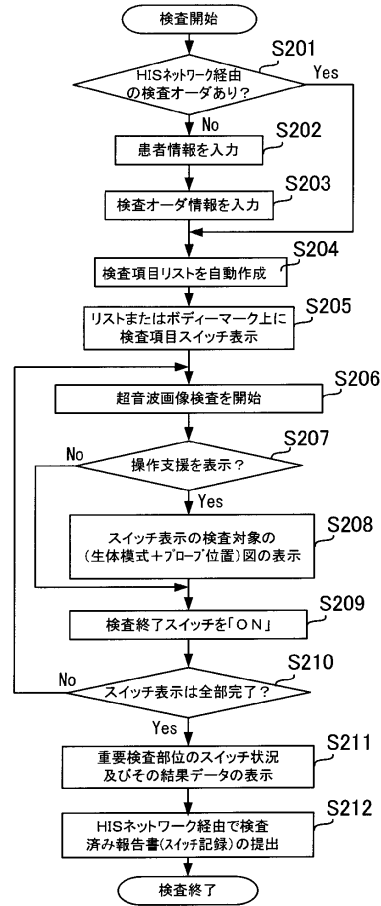 検査開始
S201
HISネットワーク経由
の検査オーダあり?
Yes
No
S202
患者情報を入力
S203
検査オーダ情報を入力
S204
検査項目リストを自動作成
S205
リストまたはボディーマーク上に
検査項目スイッチ表示
S206
超音波画像検査を開始
S207
No
操作支援を表示?
Yes
S208
スイッチ表示の検査対象の
(生体模式+プローブ位置)図の表示
S209
検査終了スイッチを「ON」
S210
No
スイッチ表示は全部完了?
Yes
S211
重要検査部位のスイッチ状況
及びその結果データの表示
S212
HISネットワーク経由で検査
済み報告書(スイッチ記録)の提出
検査終了